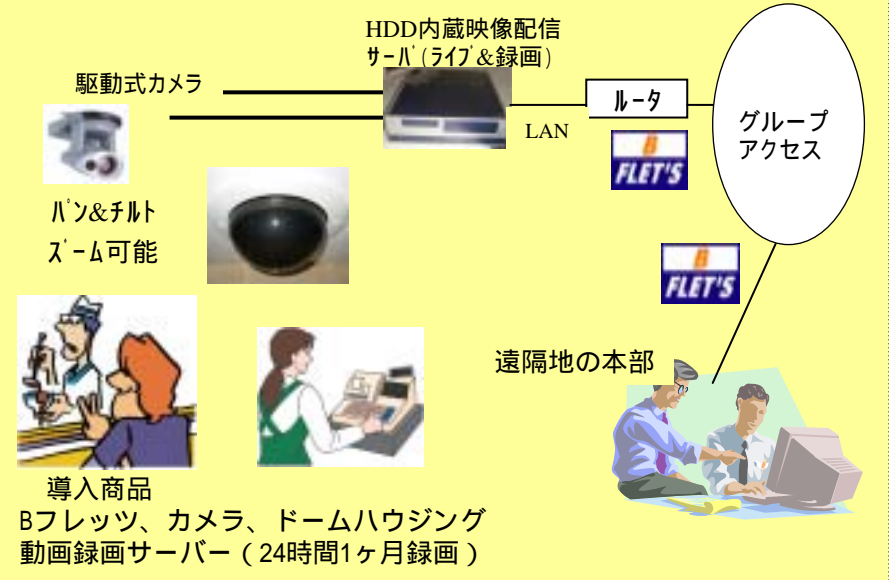 HDD内蔵映像配信
ｻｰﾊﾞ(ﾗｲﾌﾞ&録画)
駆動式カメラ
ﾙｰﾀ
LAN
グループ
アクセス
B
FLET'S
ﾊﾟﾝ&ﾁﾙﾄ
ｽﾞｰﾑ可能
B
FLET'S
遠隔地の本部
導入商品
Bフレッツ、カメラ、ドームハウジング
動画録画サーバー(24時間1ヶ月録画)